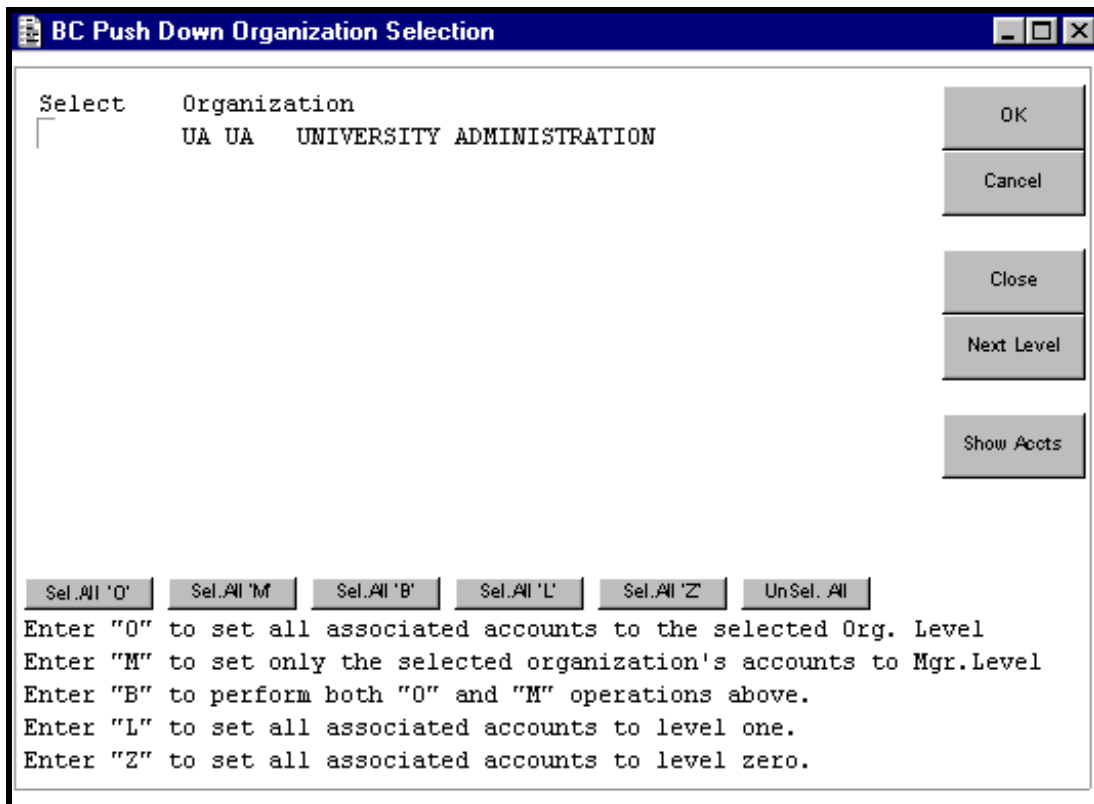 BC Push Down Organization Selection
Select Organization
UA UA UNIVERSITY ADMINISTRATION
OK
Cancel
Close
Next Level
Show Accts
Sel.All 'O' Sel.All 'M' Sel.All 'B' Sel.All 'L' Sel.All 'Z' UnSel. All
Enter "O" to set all associated accounts to the selected Org. Level
Enter "M" to set only the selected organization's accounts to Mgr.Level
Enter "B" to perform both "O" and "M" operations above.
Enter "L" to set all associated accounts to level one.
Enter "Z" to set all associated accounts to level zero.